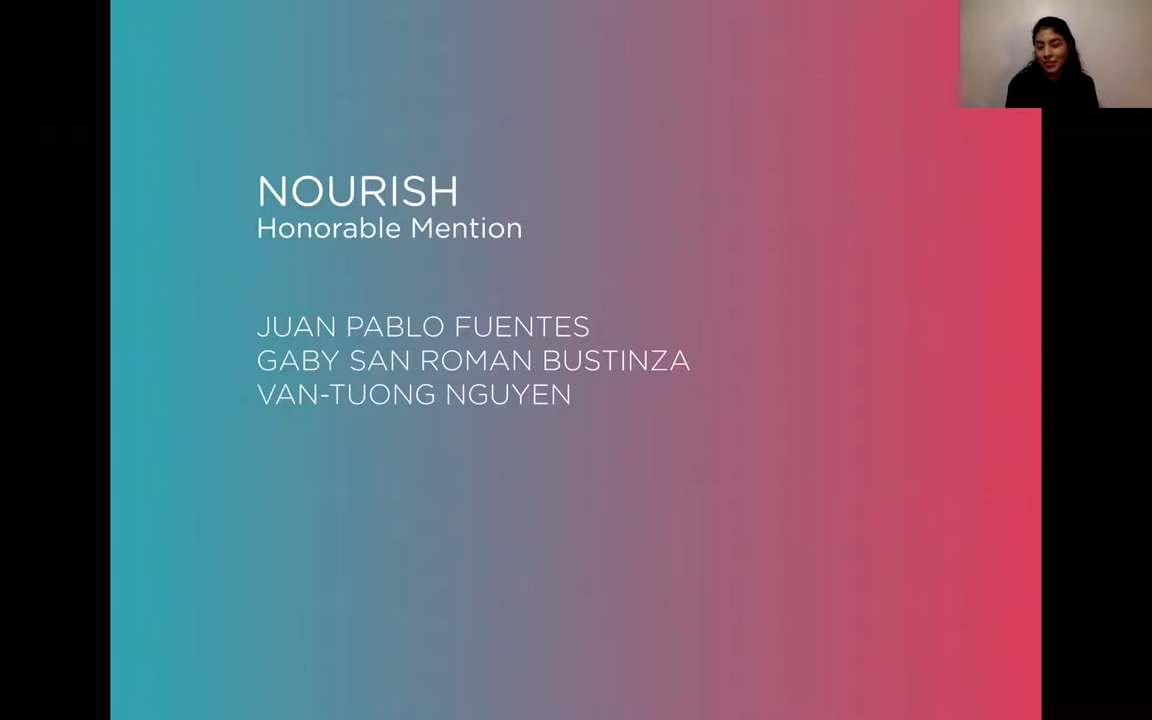 NOURISH
Honorable Mention
JUAN PABLO FUENTES
GABY SAN ROMAN BUSTINZA
VAN-TUONG NGUYEN